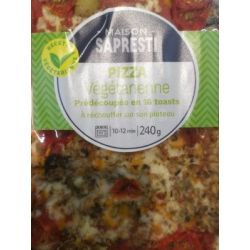 MAISON
SAPRESTI
PIZZA
Végétarienne
Prédécoupée en 16 toasts
à réchauffer sur son plateau
10-12 min
240g